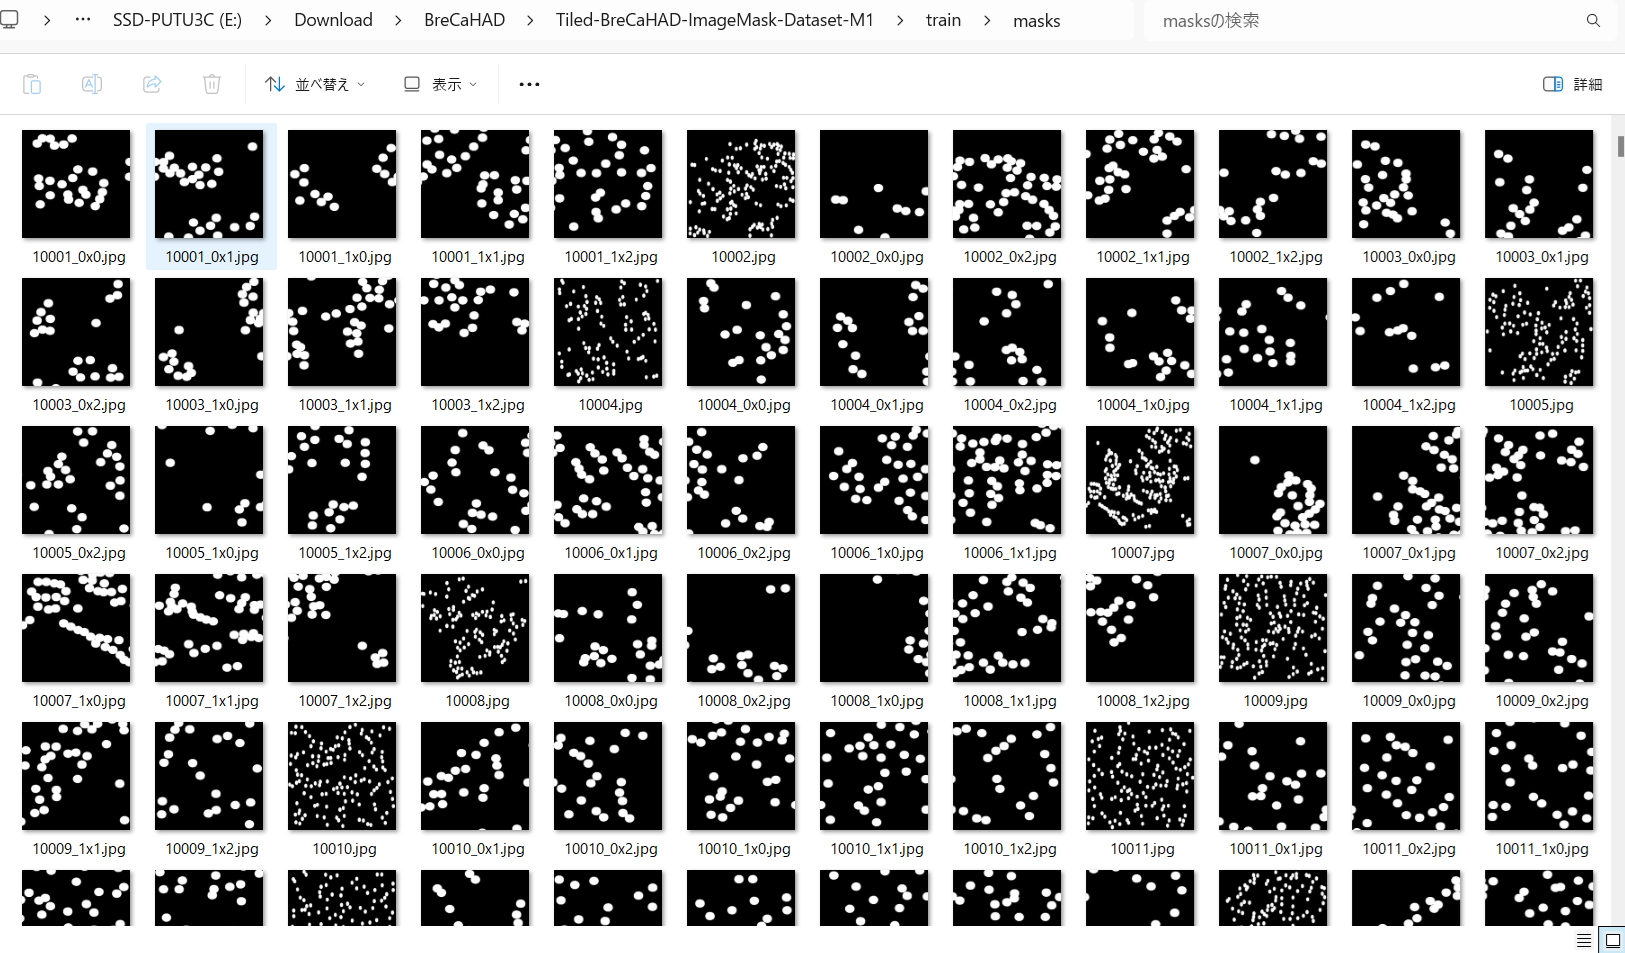 SSD-PUTU3C (E:) Download BreCaHAD Tiled-BreCaHAD-ImageMask-Dataset-M1 train masks masksの検索
並べ替え 表示 詳細
10001_0x0.jpg 10001_0x1.jpg 10001_1x0.jpg 10001_1x1.jpg 10001_1x2.jpg 10002.jpg 10002_0x0.jpg 10002_0x2.jpg 10002_1x1.jpg 10002_1x2.jpg 10003_0x0.jpg 10003_0x1.jpg
10003_0x2.jpg 10003_1x0.jpg 10003_1x1.jpg 10003_1x2.jpg 10004.jpg 10004_0x0.jpg 10004_0x1.jpg 10004_0x2.jpg 10004_1x0.jpg 10004_1x1.jpg 10004_1x2.jpg 10005.jpg
10005_0x2.jpg 10005_1x0.jpg 10005_1x2.jpg 10006_0x0.jpg 10006_0x1.jpg 10006_0x2.jpg 10006_1x0.jpg 10006_1x1.jpg 10007.jpg 10007_0x0.jpg 10007_0x1.jpg 10007_0x2.jpg
10007_1x0.jpg 10007_1x1.jpg 10007_1x2.jpg 10008.jpg 10008_0x0.jpg 10008_0x2.jpg 10008_1x0.jpg 10008_1x1.jpg 10008_1x2.jpg 10009.jpg 10009_0x0.jpg 10009_0x2.jpg
10009_1x1.jpg 10009_1x2.jpg 10010.jpg 10010_0x1.jpg 10010_0x2.jpg 10010_1x0.jpg 10010_1x1.jpg 10010_1x2.jpg 10011.jpg 10011_0x1.jpg 10011_0x2.jpg 10011_1x0.jpg